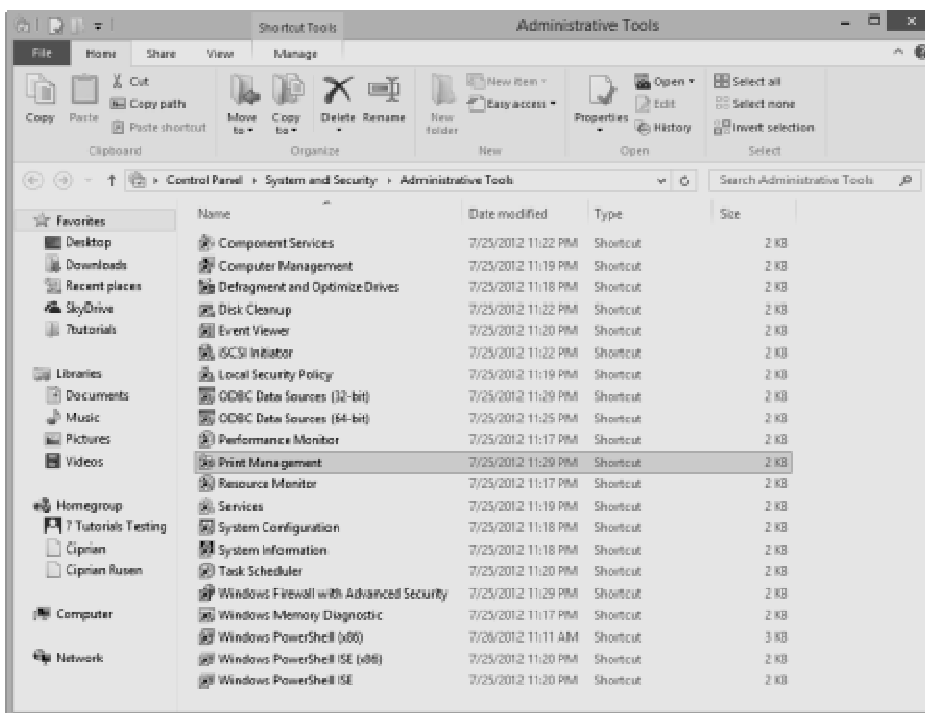 Shortcut Tools
Administrative Tools
File Home Share View Manage
Copy
Paste
Cut
Copy path
Paste shortcut
Clipboard
Move to
Copy to
Delete
Rename
Organize
New folder
New item
Easy access
New
Properties
Open
Edit
History
Open
Select all
Select none
Invert selection
Select
Control Panel System and Security Administrative Tools
Search Administrative Tools
Favorites
Desktop
Downloads
Recent places
SkyDrive
7tutorials
Libraries
Documents
Music
Pictures
Videos
Homegroup
7 Tutorials Testing
Ciprian
Ciprian Rusen
Computer
Network
Name Date modified Type Size
Component Services 7/25/2012 11:22 PM Shortcut 2 KB
Computer Management 7/25/2012 11:19 PM Shortcut 2 KB
Defragment and Optimize Drives 7/25/2012 11:18 PM Shortcut 2 KB
Disk Cleanup 7/25/2012 11:22 PM Shortcut 2 KB
Event Viewer 7/25/2012 11:20 PM Shortcut 2 KB
iSCSI Initiator 7/25/2012 11:22 PM Shortcut 2 KB
Local Security Policy 7/25/2012 11:19 PM Shortcut 2 KB
ODBC Data Sources (32-bit) 7/25/2012 11:29 PM Shortcut 2 KB
ODBC Data Sources (64-bit) 7/25/2012 11:25 PM Shortcut 2 KB
Performance Monitor 7/25/2012 11:17 PM Shortcut 2 KB
Print Management 7/25/2012 11:29 PM Shortcut 2 KB
Resource Monitor 7/25/2012 11:17 PM Shortcut 2 KB
Services 7/25/2012 11:19 PM Shortcut 2 KB
System Configuration 7/25/2012 11:18 PM Shortcut 2 KB
System Information 7/25/2012 11:18 PM Shortcut 2 KB
Task Scheduler 7/25/2012 11:20 PM Shortcut 2 KB
Windows Firewall with Advanced Security 7/25/2012 11:29 PM Shortcut 2 KB
Windows Memory Diagnostic 7/25/2012 11:17 PM Shortcut 2 KB
Windows PowerShell (x86) 7/26/2012 11:11 AM Shortcut 3 KB
Windows PowerShell ISE (x86) 7/25/2012 11:20 PM Shortcut 2 KB
Windows PowerShell ISE 7/25/2012 11:20 PM Shortcut 2 KB